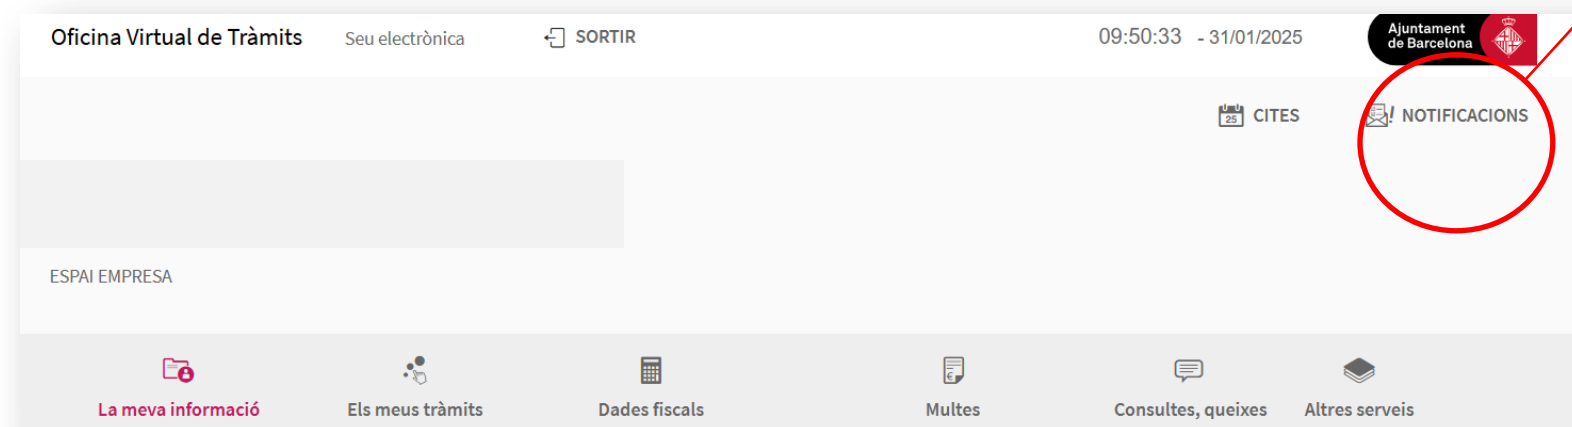 Oficina Virtual de Tràmits Seu electrònica SORTIR 09:50:33 - 31/01/2025 Ajuntament
de Barcelona
25 CITES ! NOTIFICACIONS
ESPAI EMPRESA
La meva informació Els meus tràmits Dades fiscals Multes Consultes, queixes Altres serveis